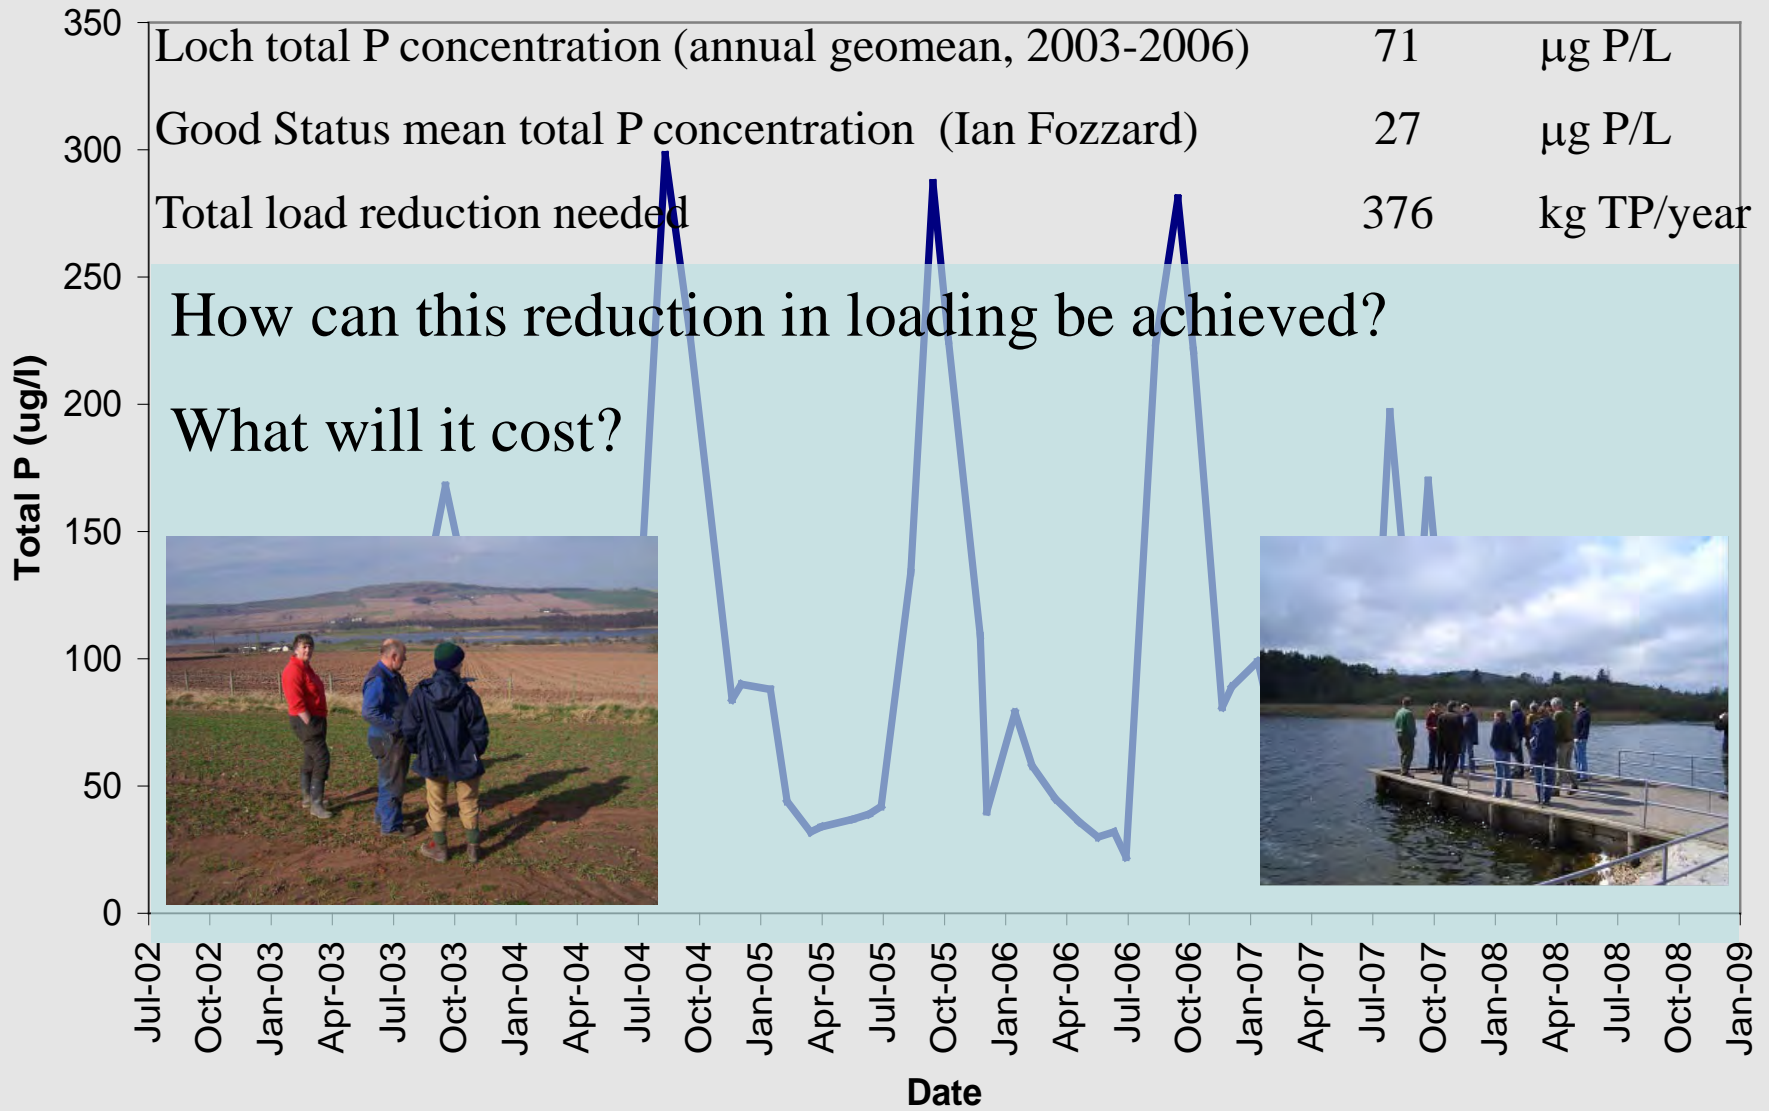 Loch total P concentration (annual geomean, 2003-2006) 71 μg P/L
Good Status mean total P concentration (Ian Fozzard) 27 μg P/L
Total load reduction needed 376 kg TP/year
How can this reduction in loading be achieved?
What will it cost?
Total P (ug/l)
350
300
250
200
150
100
50
0
Jul-02
Oct-02
Jan-03
Apr-03
Jul-03
Oct-03
Jan-04
Apr-04
Jul-04
Oct-04
Jan-05
Apr-05
Jul-05
Oct-05
Jan-06
Apr-06
Jul-06
Oct-06
Jan-07
Apr-07
Jul-07
Oct-07
Jan-08
Apr-08
Jul-08
Oct-08
Jan-09
Date